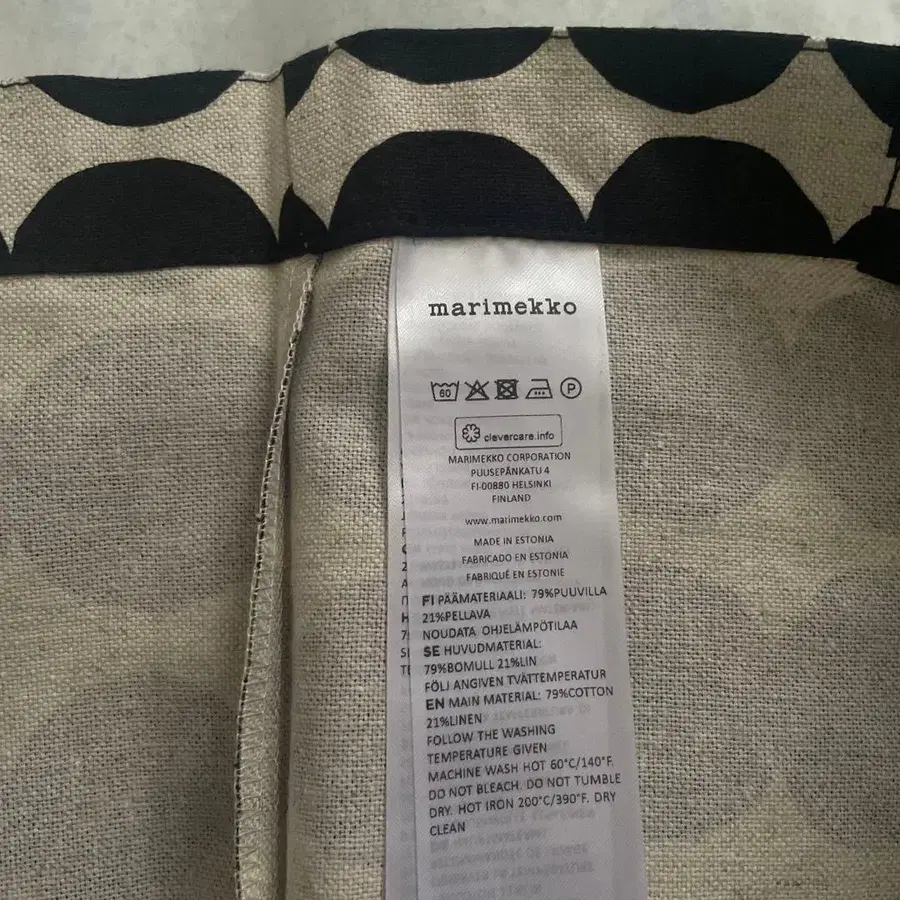 marimekko
60 P
clevercare.info
MARIMEKKO CORPORATION
PUUSEPÄNKATU 4
FI-00880 HELSINKI
FINLAND
www.marimekko.com
MADE IN ESTONIA
FABRICADO EN ESTONIA
FABRIQUÉ EN ESTONIE
FI PÄÄMATERIAALI: 79%PUUVILLA
21%PELLAVA
NOUDATA OHJELÄMPÖTILAA
SE HUVUDMATERIAL:
79%BOMULL 21%LIN
FÖLJ ANGIVEN TVÄTTEMPERATUR
EN MAIN MATERIAL: 79%COTTON
21%LINEN
FOLLOW THE WASHING
TEMPERATURE GIVEN
MACHINE WASH HOT 60°C/140°F.
DO NOT BLEACH. DO NOT TUMBLE
DRY. HOT IRON 200°C/390°F. DRY
CLEAN